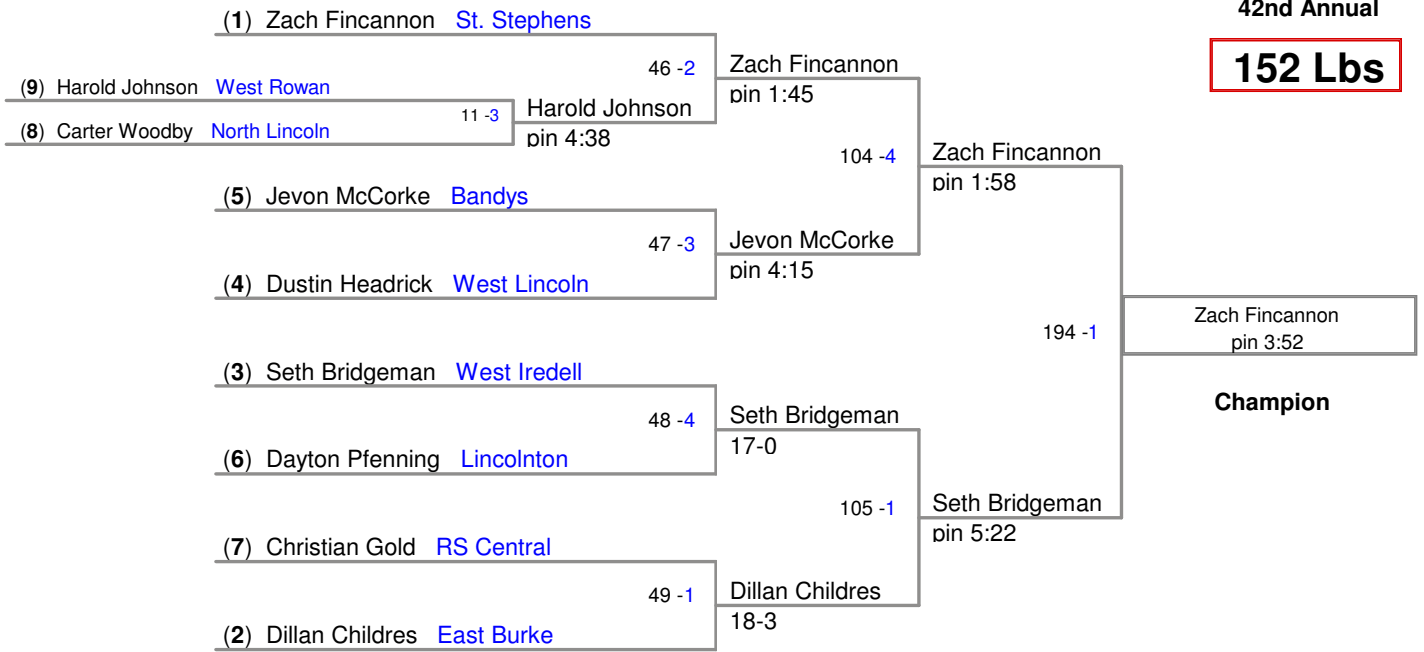 42nd Annual
152 Lbs
(1) Zach Fincannon St. Stephens
46 -2
Zach Fincannon
pin 1:45
(9) Harold Johnson West Rowan
11 -3
Harold Johnson
pin 4:38
(8) Carter Woodby North Lincoln
104 -4
Zach Fincannon
pin 1:58
(5) Jevon McCorke Bandys
47 -3
Jevon McCorke
pin 4:15
(4) Dustin Headrick West Lincoln
194 -1
Zach Fincannon
pin 3:52
Champion
(3) Seth Bridgeman West Iredell
48 -4
Seth Bridgeman
17-0
(6) Dayton Pfenning Lincolnton
105 -1
Seth Bridgeman
pin 5:22
(7) Christian Gold RS Central
49 -1
Dillan Childres
18-3
(2) Dillan Childres East Burke